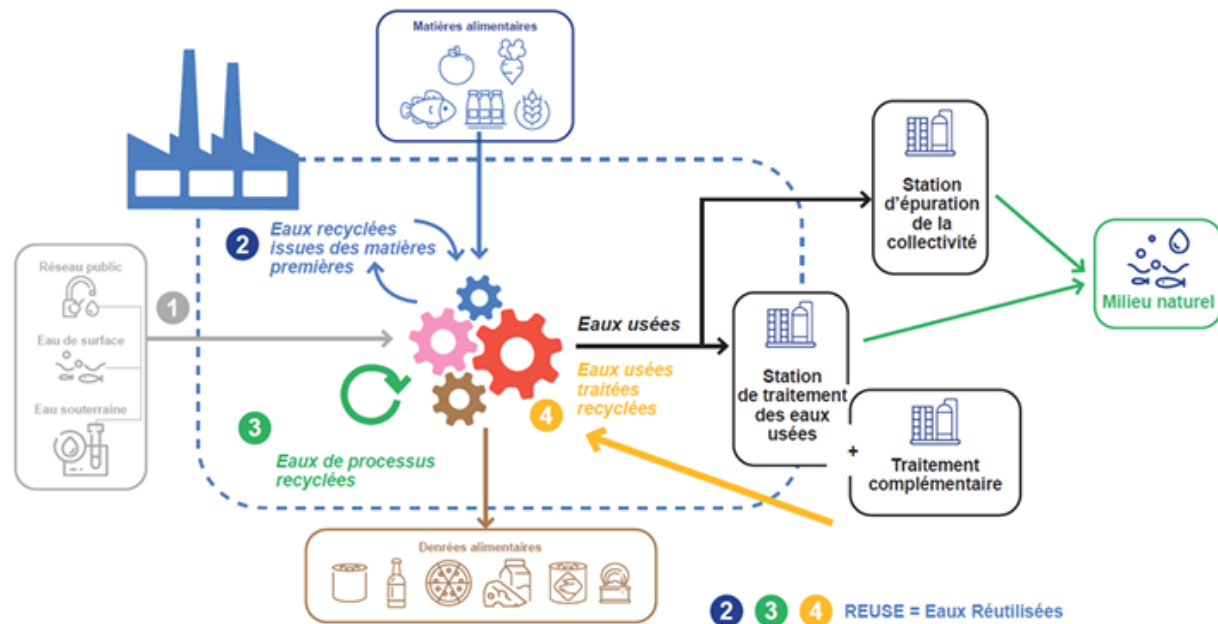 Matières alimentaires
2
Eaux recyclées
issues des matières
premières
Réseau public
1
Eau de surface
Eau souterraine
3
Eaux de processus
recyclées
Eaux usées
Eaux usées
traitées
recyclées
4
Station
d'épuration
de la
collectivité
Milieu naturel
Station
de traitement
des eaux
usées
+
Traitement
complémentaire
Denrées alimentaires
2 3 4 REUSE = Eaux Réutilisées